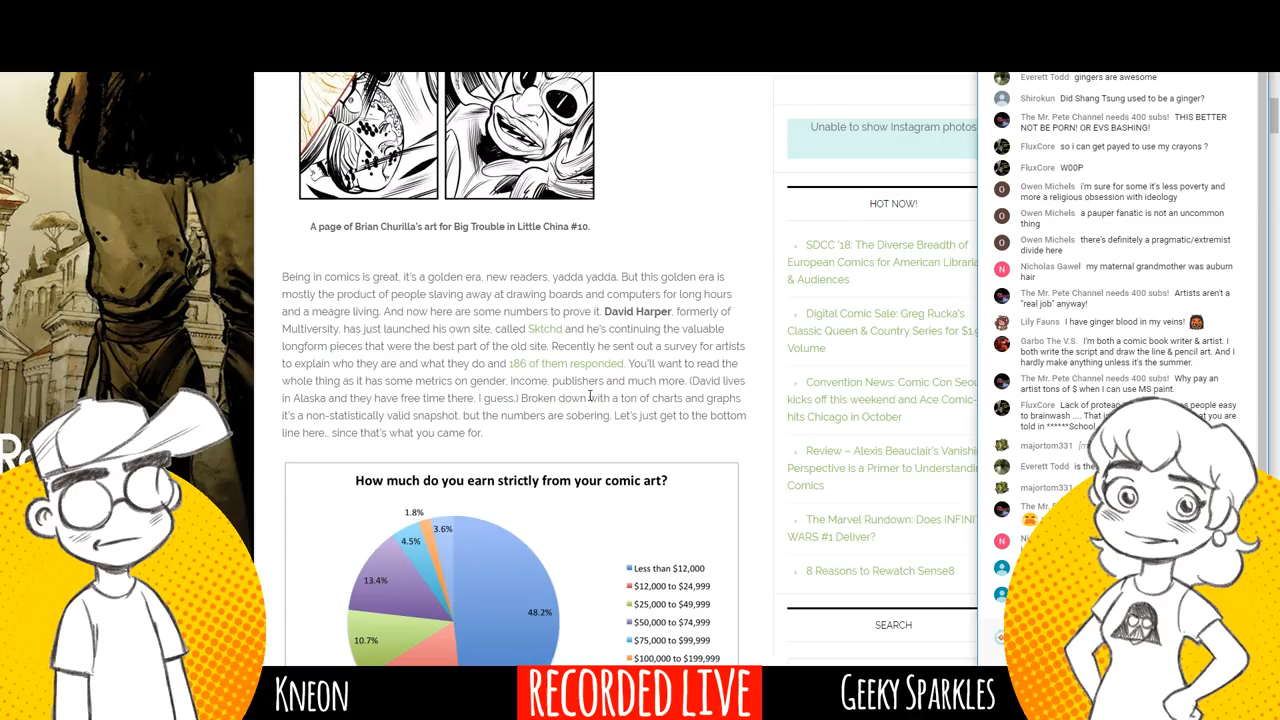 A page of Brian Churilla's art for Big Trouble in Little China #10.
Being in comics is great, it's a golden era, new readers, yadda yadda. But this golden era is
mostly the product of people slaving away at drawing boards and computers for long hours
and a meagre living. And now here are some numbers to prove it. David Harper, formerly of
Multiversity, has just launched his own site, called Sktchd and he's continuing the valuable
longform pieces that were the best part of the old site. Recently he sent out a survey for artists
to explain who they are and what they do and 186 of them responded. You'll want to read the
whole thing as it has some metrics on gender, income, publishers and much more. (David lives
in Alaska and they have free time there, I guess.) Broken down with a ton of charts and graphs
it's a non-statistically valid snapshot, but the numbers are sobering. Let's just get to the bottom
line here.. since that's what you came for.
How much do you earn strictly from your comic art?
1.8%
3.6%
4.5%
13.4%
48.2%
10.7%
Less than $12,000
$12,000 to $24,999
$25,000 to $49,999
$50,000 to $74,999
$75,000 to $99,999
$100,000 to $199,999
Unable to show Instagram photos
HOT NOW!
SDCC '18: The Diverse Breadth of
European Comics for American Libraria
& Audiences
Digital Comic Sale: Greg Rucka's
Classic Queen & Country Series for $1.
Volume
Convention News: Comic Con Seou
kicks off this weekend and Ace Comic-
hits Chicago in October
Review – Alexis Beauclair's Vanishi
Perspective is a Primer to Understandin
Comics
The Marvel Rundown: Does INFINI
WARS #1 Deliver?
8 Reasons to Rewatch Sense8
SEARCH
Everett Todd gingers are awesome
Shirokun Did Shang Tsung used to be a ginger?
The Mr. Pete Channel needs 400 subs! THIS BETTER
NOT BE PORN! OR EVS BASHING!
FluxCore so i can get payed to use my crayons ?
FluxCore W00P
Owen Michels i'm sure for some it's less poverty and
more a religious obsession with ideology
Owen Michels a pauper fanatic is not an uncommon
thing
Owen Michels there's definitely a pragmatic/extremist
divide here
Nicholas Gawel my maternal grandmother was auburn
hair
The Mr. Pete Channel needs 400 subs! Artists aren't a
"real job" anyway!
Lily Fauns I have ginger blood in my veins!
Garbo The V.S. I'm both a comic book writer & artist. I
both write the script and draw the line & pencil art. And I
hardly make anything unless it's the summer.
The Mr. Pete Channel needs 400 subs! Why pay an
artist tons of $ when I can use MS paint.
FluxCore Lack of protea people easy
to brainwash .... That i at you are
told in ******School
majortom331
Everett Todd is the
majortom331
The Mr.
N
Kneon
RECORDED LIVE
Geeky Sparkles